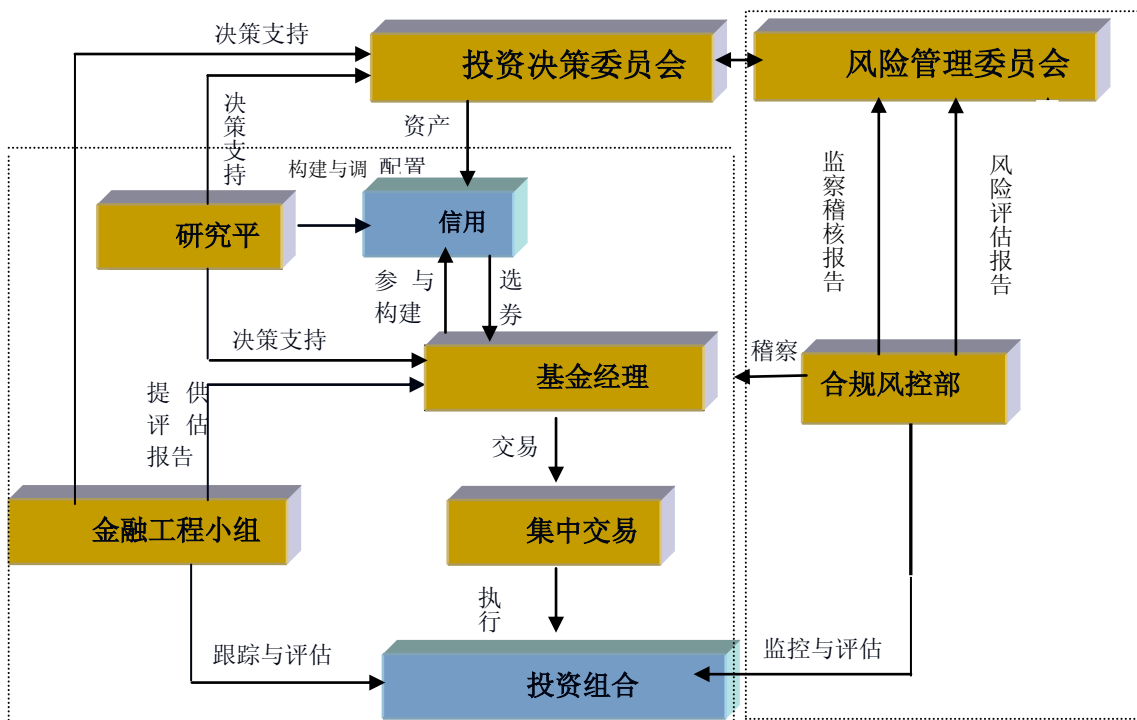 决策支持
投资决策委员会
风险管理委员会
决
策
支
持
资产
构建与调
配置
研究平
信用
监
察
稽
核
报
告
风
险
评
估
报
告
参 与
构建
选
券
决策支持
基金经理
稽察
合规风控部
提 供
评 估
报告
交易
金融工程小组
集中交易
执
行
跟踪与评估
投资组合
监控与评估